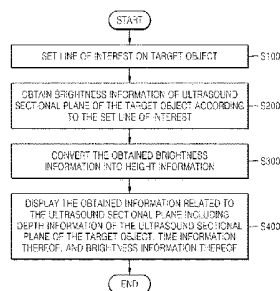 START
SET LINE OF INTEREST ON TARGET OBJECT
S100
OBTAIN BRIGHTNESS INFORMATION OF ULTRASOUND
SECTIONAL PLANE OF THE TARGET OBJECT ACCORDING
TO THE SET LINE OF INTEREST
S200
CONVERT THE OBTAINED BRIGHTNESS
INFORMATION INTO HEIGHT INFORMATION
S300
DISPLAY THE OBTAINED INFORMATION RELATED TO
THE ULTRASOUND SECTIONAL PLANE INCLUDING
DEPTH INFORMATION OF THE ULTRASOUND SECTIONAL
PLANE OF THE TARGET OBJECT, TIME INFORMATION
THEREOF, AND BRIGHTNESS INFORMATION THEREOF
S400
END